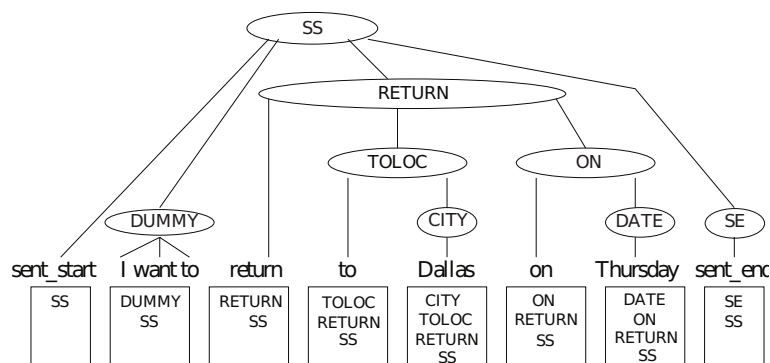 SS
RETURN
TOLOC ON
DUMMY CITY DATE SE
sent_start I want to return to Dallas on Thursday sent_end
SS DUMMY RETURN TOLOC CITY ON DATE SE
SS SS RETURN TOLOC RETURN ON SS
SS RETURN SS RETURN
SS SS